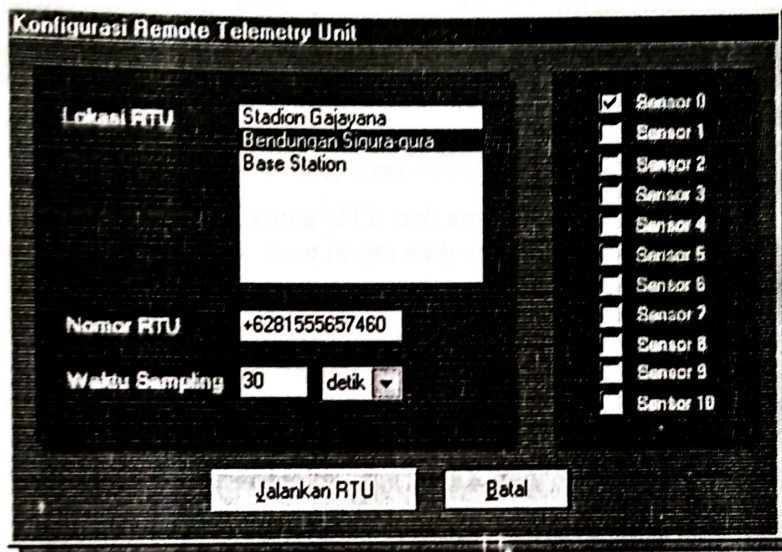 Konfigurasi Remote Telemetry Unit
Lokasi RTU
Stadion Gajayana
Bendungan Sigura-gura
Base Station
Nomor RTU
+6281555657460
Waktu Sampling
30
detik
Jalankan RTU
Batal
Sensor 0
Sensor 1
Sensor 2
Sensor 3
Sensor 4
Sensor 5
Sensor 6
Sensor 7
Sensor 8
Sensor 9
Sensor 10